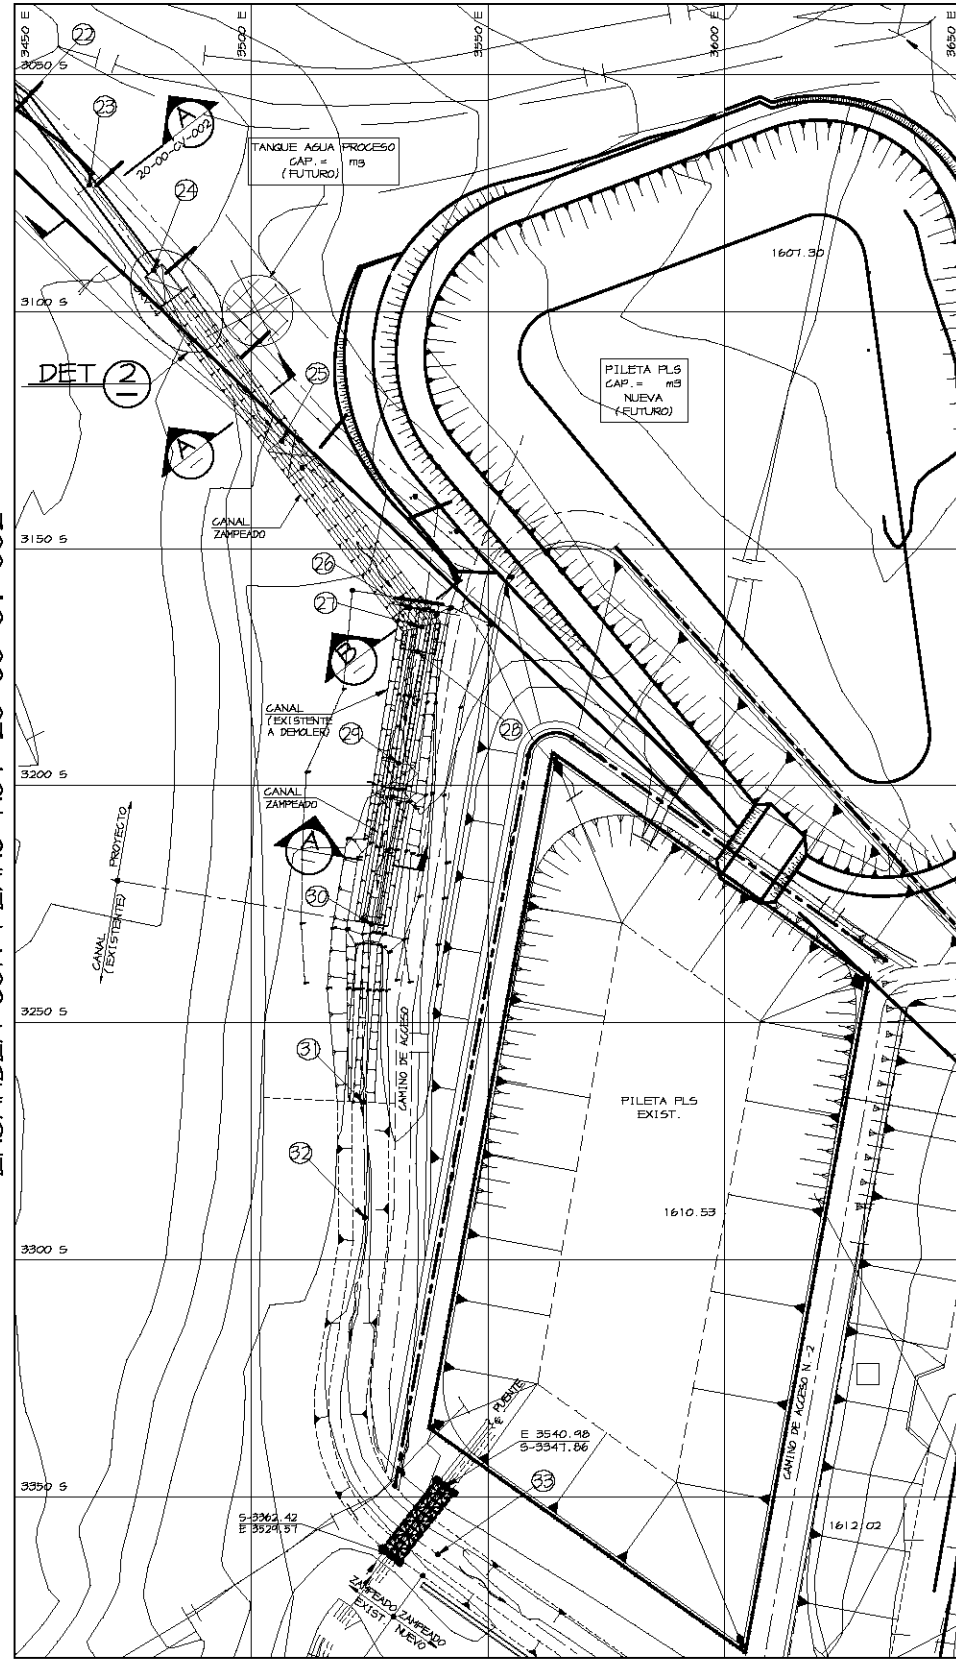 3450 E
3500 E
3550 E
3600 E
3650 E
22
3050 S
23
A
20-00-CV-002
TANQUE AGUA PROCESO
CAP. = m3
(FUTURO)
24
1607.30
3100 S
DET 2
25
PILETA PLS
CAP. = m3
NUEVA
(FUTURO)
A
CANAL
ZAMPEADO
3150 S
26
27
B
CANAL
(EXISTENTE
A DEMOLER)
28
29
3200 S
CANAL
ZAMPEADO
PROYECTO
A
30
CANAL
(EXISTENTE)
3250 S
CAMINO DE ACCESO
31
PILETA PLS
EXIST.
32
1610.53
3300 S
CAMINO DE ACCESO N.-2
PUENTE
E 3540.98
S-3347.86
33
3350 S
S-3362.42
E 3529.57
1612.02
ZAMPEADO
EXIST
ZAMPEADO
NUEVO